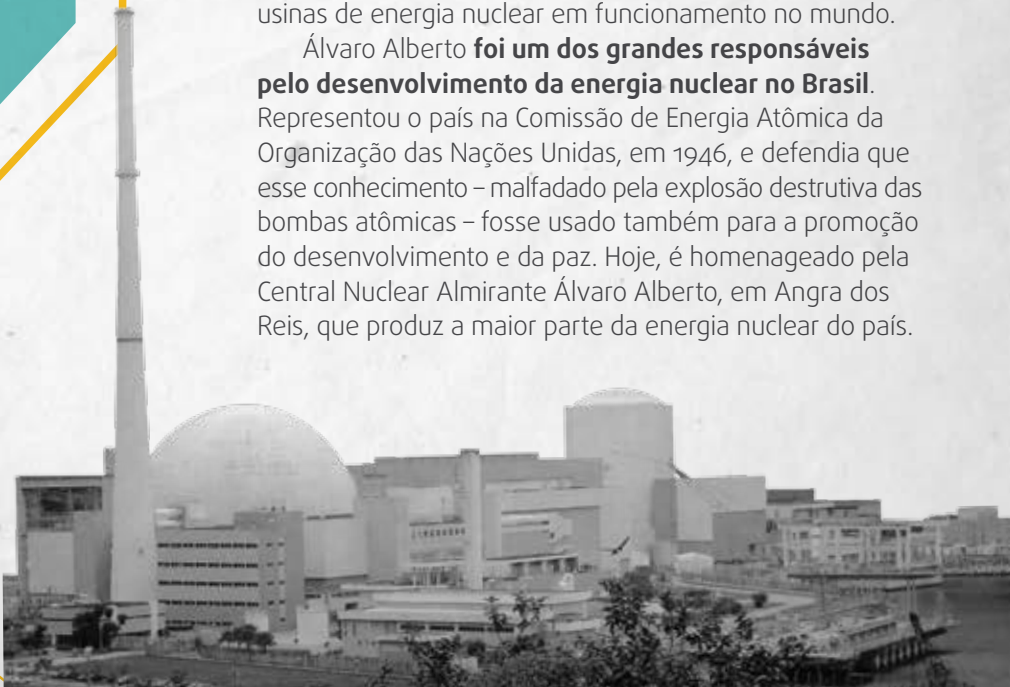 usinas de energia nuclear em funcionamento no mundo.
Álvaro Alberto foi um dos grandes responsáveis
pelo desenvolvimento da energia nuclear no Brasil.
Representou o país na Comissão de Energia Atômica da
Organização das Nações Unidas, em 1946, e defendia que
esse conhecimento – malfadado pela explosão destrutiva das
bombas atômicas – fosse usado também para a promoção
do desenvolvimento e da paz. Hoje, é homenageado pela
Central Nuclear Almirante Álvaro Alberto, em Angra dos
Reis, que produz a maior parte da energia nuclear do país.